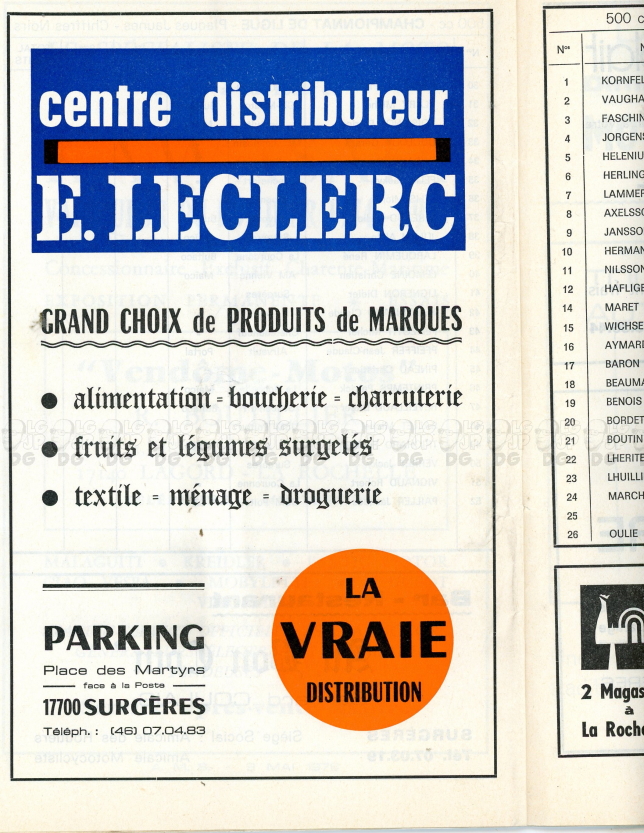 centre distributeur
E. LECLERC
GRAND CHOIX de PRODUITS de MARQUES
alimentation = boucherie = charcuterie
fruits et légumes surgelés
textile = ménage = droguerie
PARKING
Place des Martyrs
face à la Poste
17700 SURGÈRES
Téléph. : (46) 07.04.83
LA
VRAIE
DISTRIBUTION
500 c
Nos
1 KORNFEL
2 VAUGHA
3 FASCHIN
4 JORGENS
5 HELENIU
6 HERLING
7 LAMMER
8 AXELSSO
9 JANSSO
10 HERMAN
11 NILSSON
12 HAFLIGE
14 MARET
15 WICHSE
16 AYMARD
17 BARON
18 BEAUMA
19 BENOIS
20 BORDET
21 BOUTIN
22 LHERITE
23 LHUILLI
24 MARCH
25
26 OULIE
2 Magas
à
La Roche